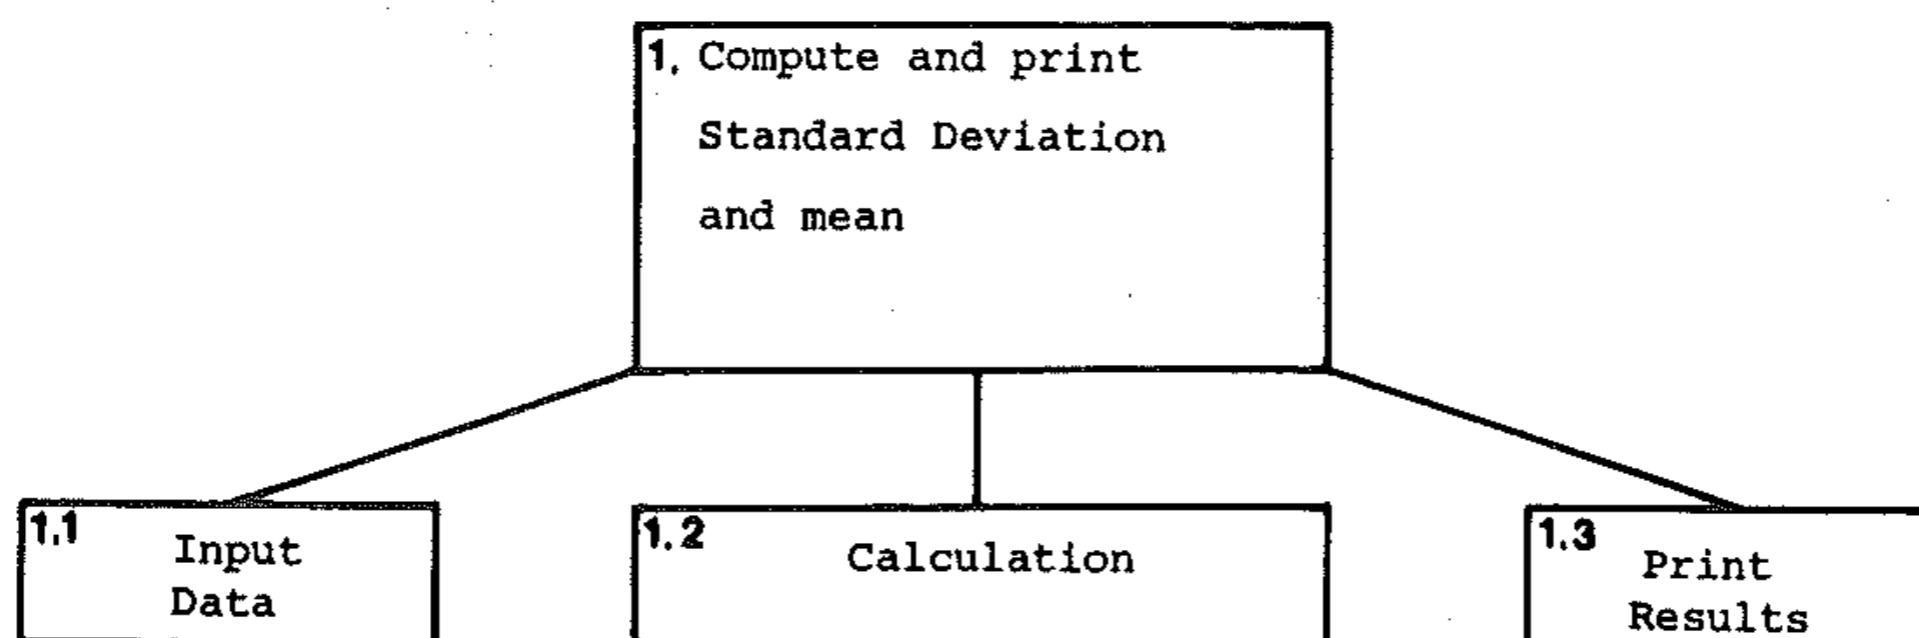 1. Compute and print
Standard Deviation
and mean
1.1 Input
Data
1.2 Calculation
1.3 Print
Results